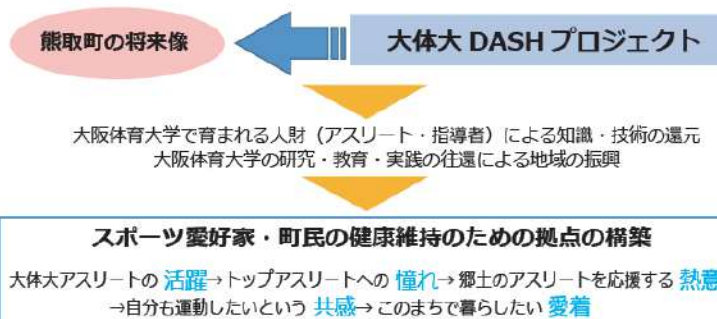 熊取町の将来像
大体大 DASH プロジェクト
大阪体育大学で育まれる人財（アスリート・指導者）による知識・技術の還元
大阪体育大学の研究・教育・実践の往還による地域の振興
スポーツ愛好家・町民の健康維持のための拠点の構築
大体大アスリートの 活躍→トップアスリートへの 憧れ→ 郷土のアスリートを応援する 熱意
→自分も運動したいという 共感→ このまちで暮らしたい 愛着